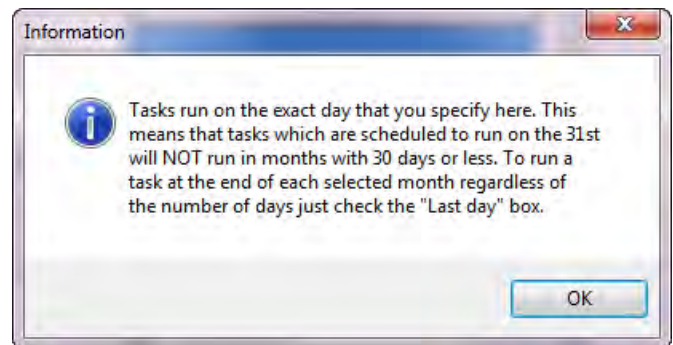 Information
Tasks run on the exact day that you specify here. This
means that tasks which are scheduled to run on the 31st
will NOT run in months with 30 days or less. To run a
task at the end of each selected month regardless of
the number of days just check the "Last day" box.
OK